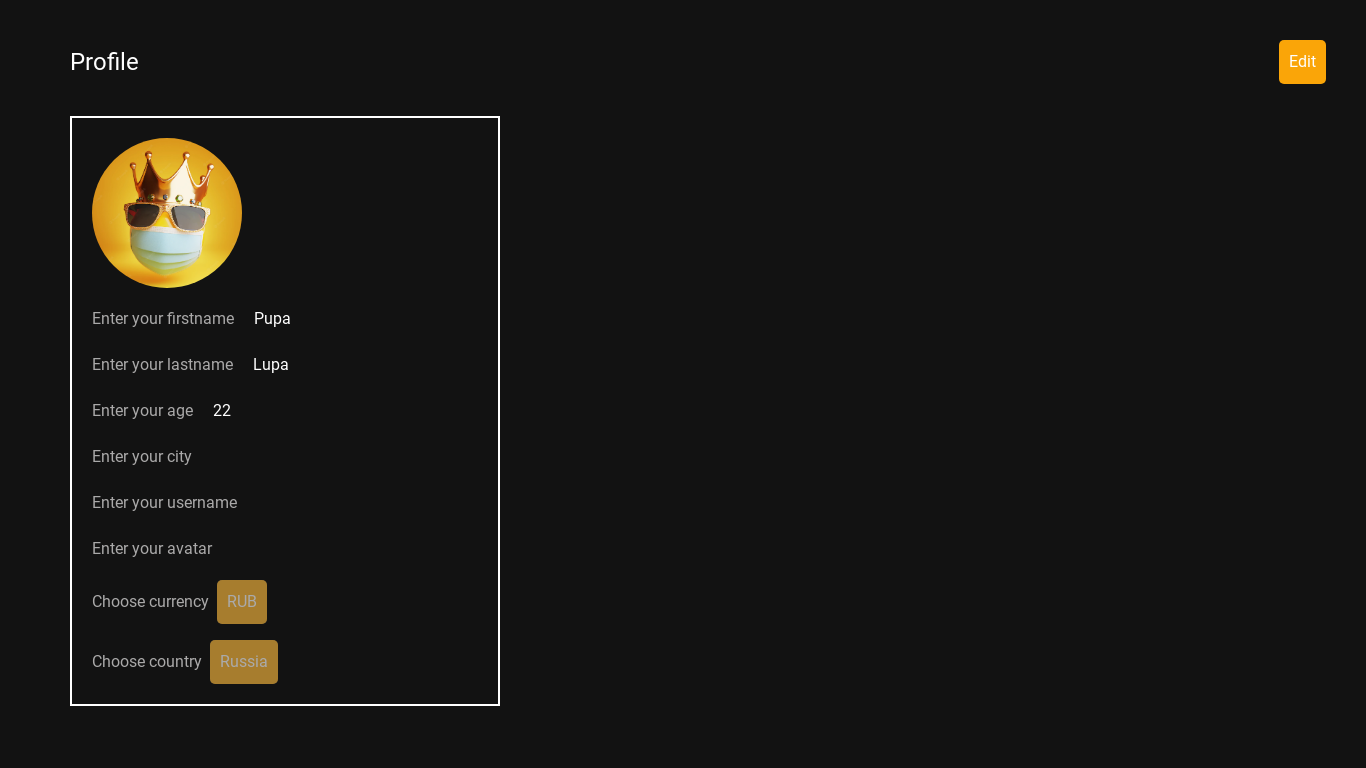 Profile
Edit
Enter your firstname Pupa
Enter your lastname Lupa
Enter your age 22
Enter your city
Enter your username
Enter your avatar
Choose currency RUB
Choose country Russia